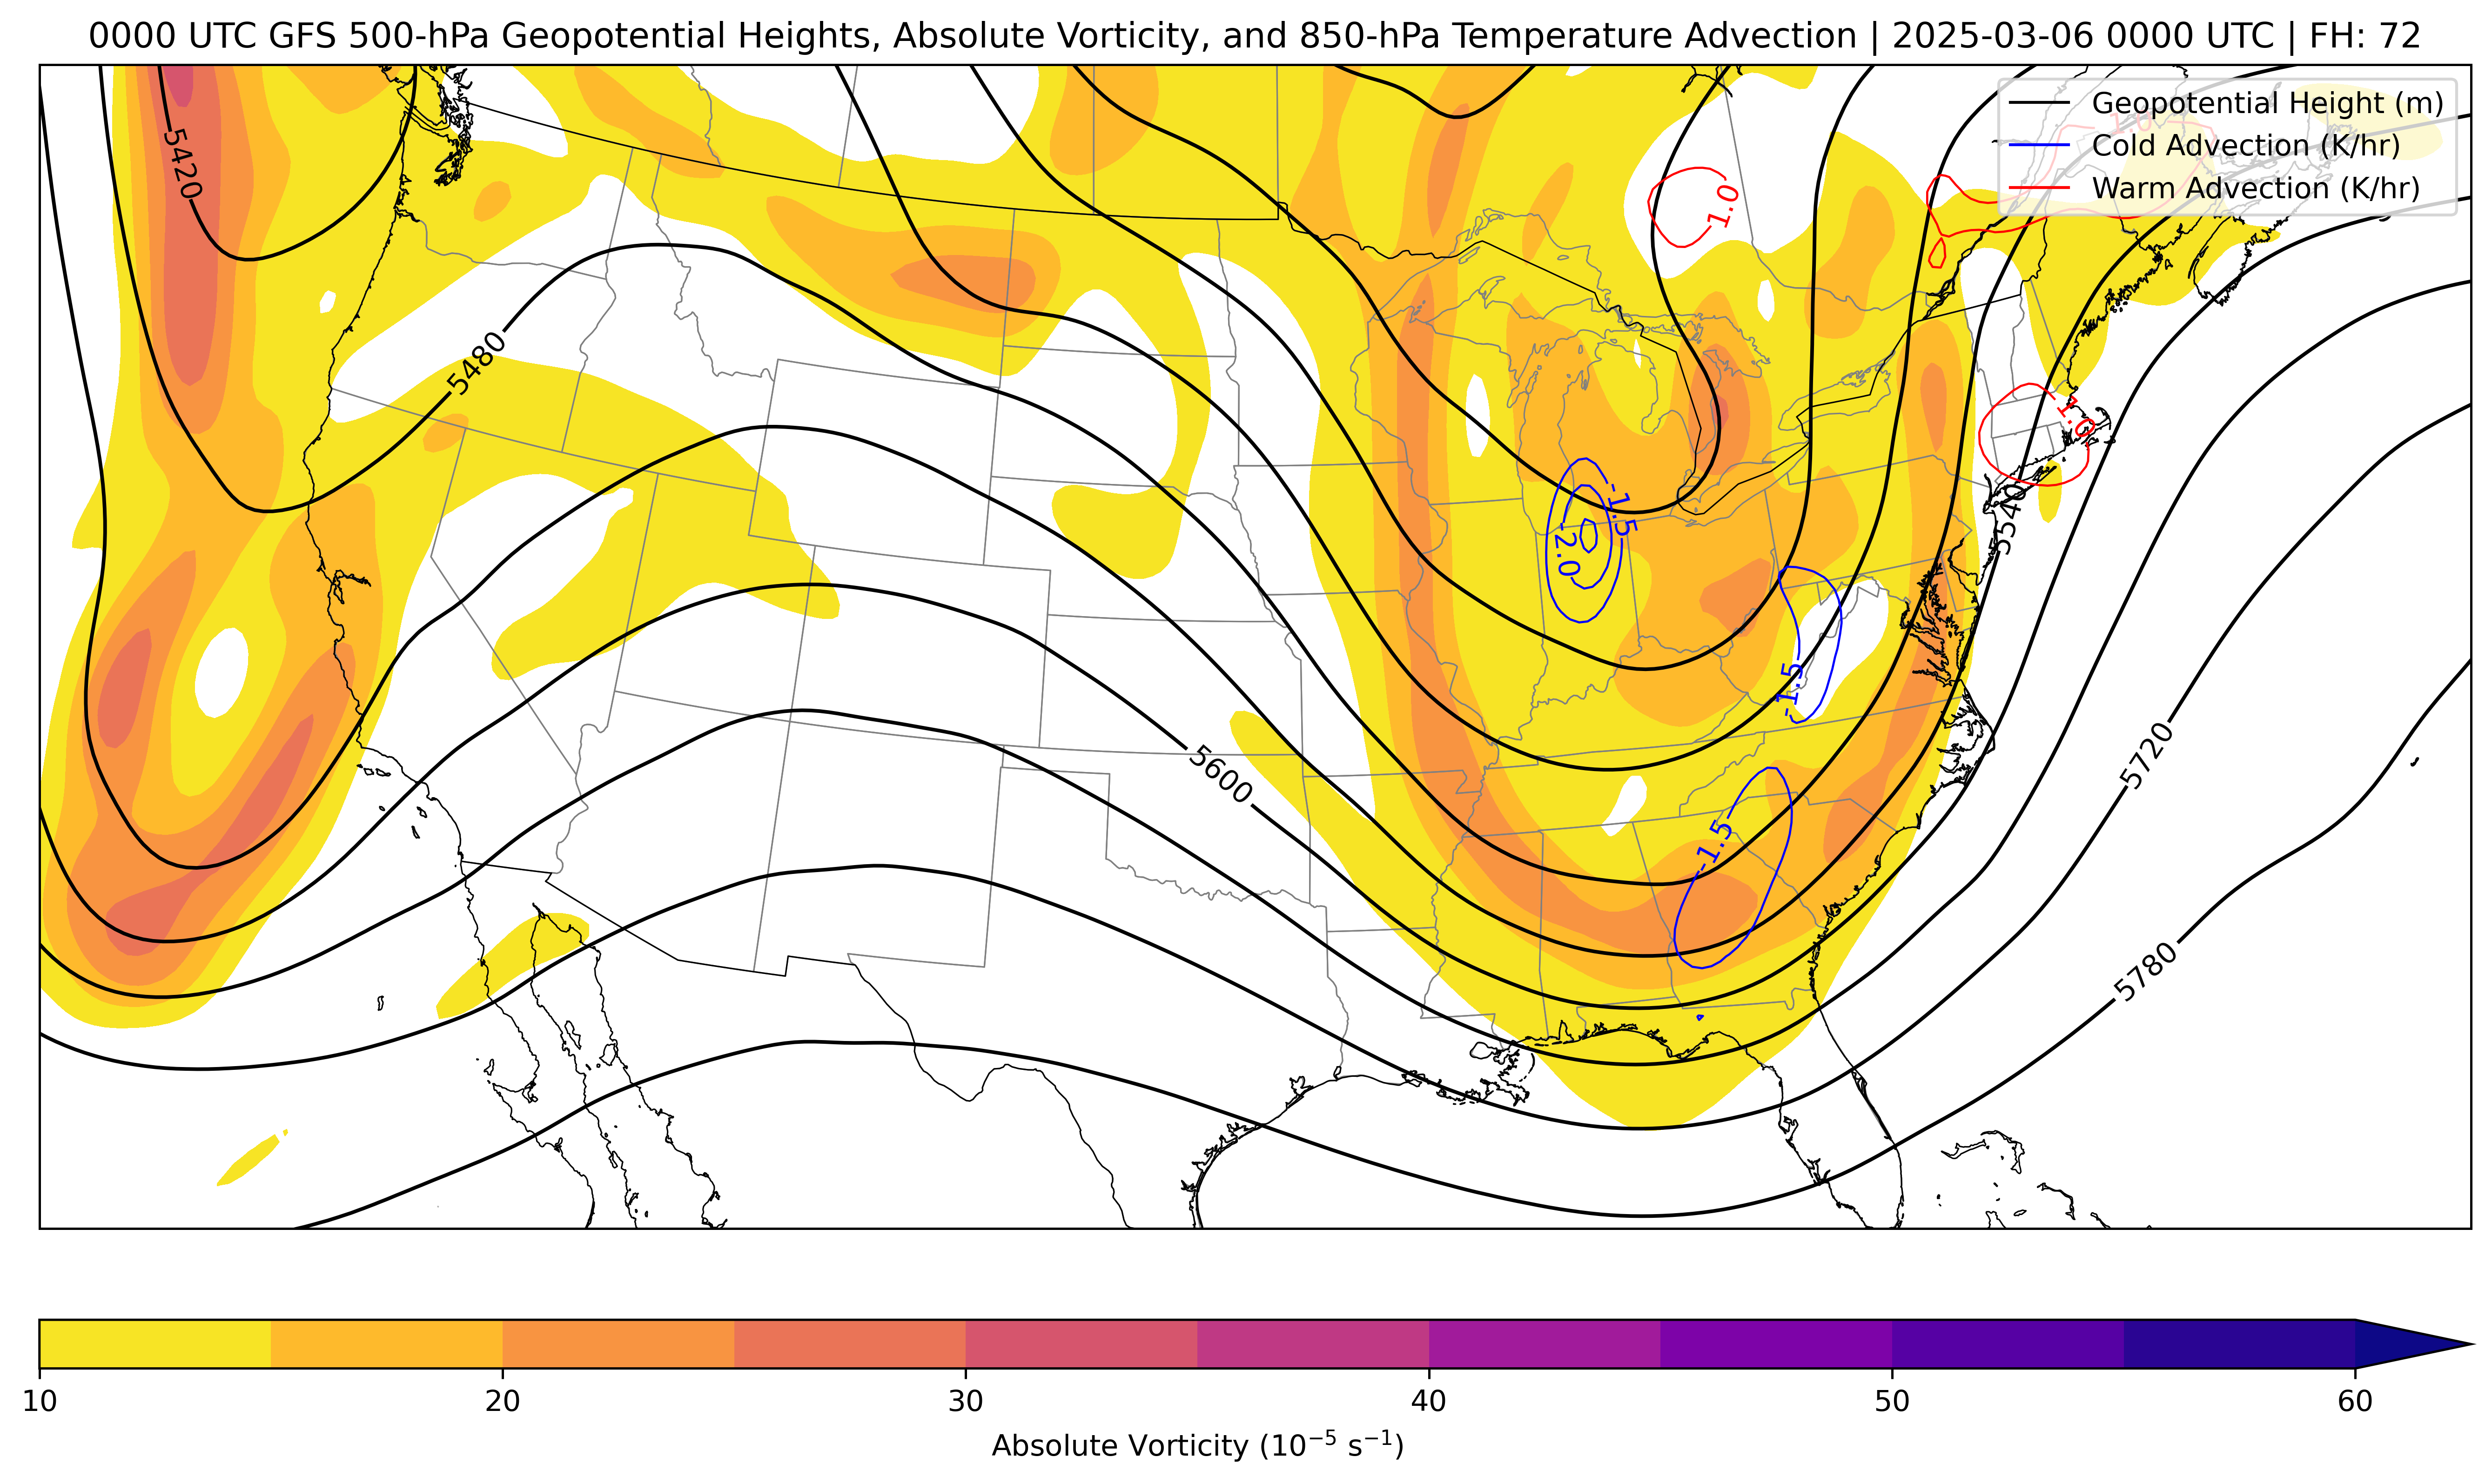 0000 UTC GFS 500-hPa Geopotential Heights, Absolute Vorticity, and 850-hPa Temperature Advection | 2025-03-06 0000 UTC | FH: 72
Geopotential Height (m)
Cold Advection (K/hr)
Warm Advection (K/hr)
1.0
5420
1.0
5480
1.0
-1.5
-2.0
5540
-1.5
5600
5720
-1.5
5780
10 20 30 40 50 60
Absolute Vorticity (10⁻⁵ s⁻¹)